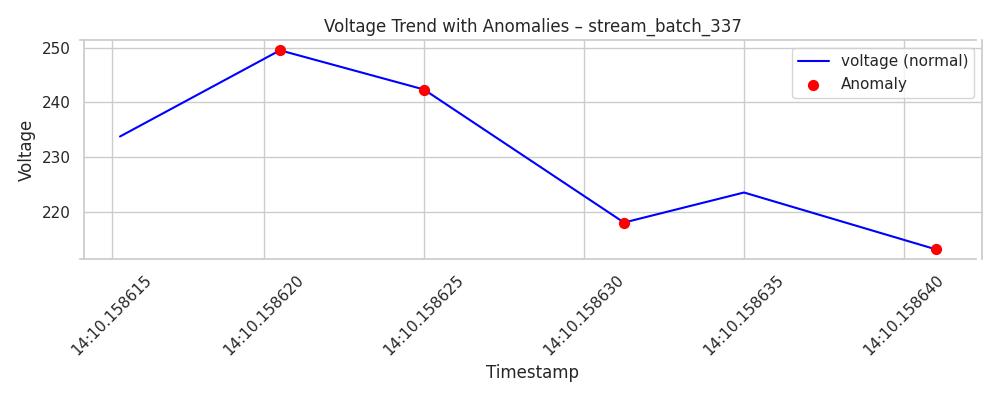 Voltage Trend with Anomalies – stream_batch_337
250
240
230
220
Voltage
voltage (normal)
Anomaly
14:10.158615
14:10.158620
14:10.158625
14:10.158630
14:10.158635
14:10.158640
Timestamp